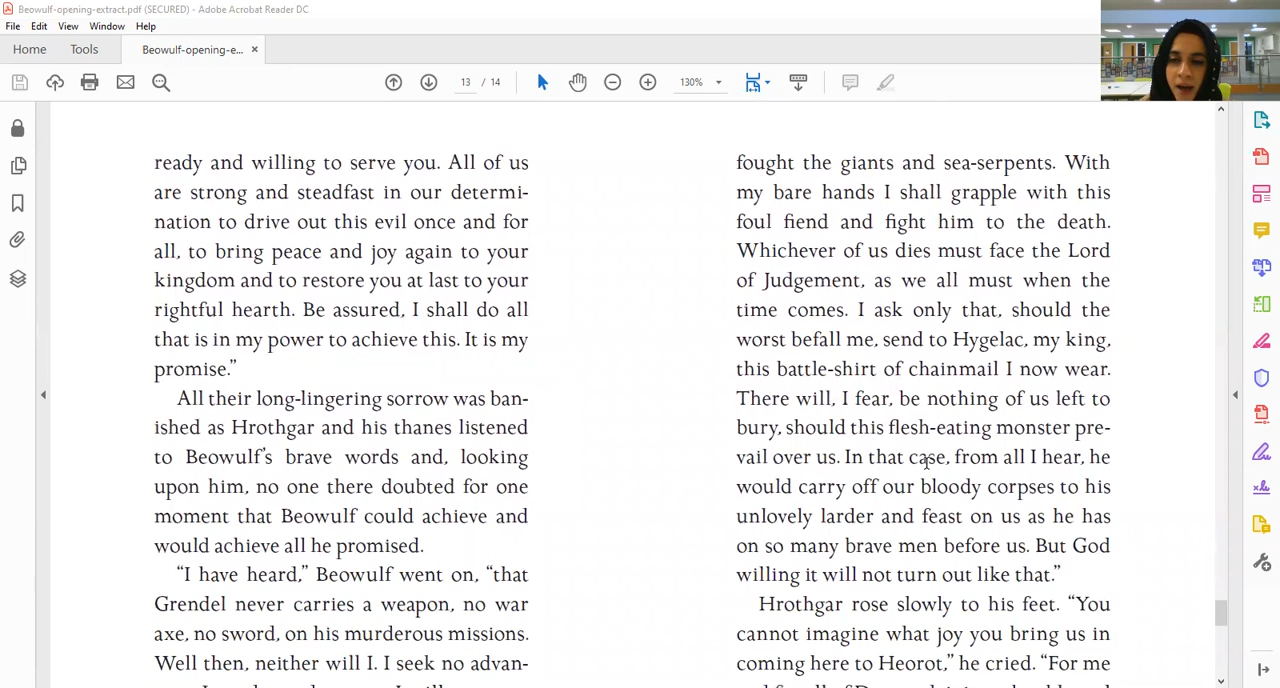 Beowulf-opening-extract.pdf (SECURED) - Adobe Acrobat Reader DC
File Edit View Window Help
Home Tools Beowulf-opening-e... ×
13 / 14 130%
ready and willing to serve you. All of us
are strong and steadfast in our determi-
nation to drive out this evil once and for
all, to bring peace and joy again to your
kingdom and to restore you at last to your
rightful hearth. Be assured, I shall do all
that is in my power to achieve this. It is my
promise.”
All their long-lingering sorrow was ban-
ished as Hrothgar and his thanes listened
to Beowulf’s brave words and, looking
upon him, no one there doubted for one
moment that Beowulf could achieve and
would achieve all he promised.
“I have heard,” Beowulf went on, “that
Grendel never carries a weapon, no war
axe, no sword, on his murderous missions.
Well then, neither will I. I seek no advan-
fought the giants and sea-serpents. With
my bare hands I shall grapple with this
foul fiend and fight him to the death.
Whichever of us dies must face the Lord
of Judgement, as we all must when the
time comes. I ask only that, should the
worst befall me, send to Hygelac, my king,
this battle-shirt of chainmail I now wear.
There will, I fear, be nothing of us left to
bury, should this flesh-eating monster pre-
vail over us. In that case, from all I hear, he
would carry off our bloody corpses to his
unlovely larder and feast on us as he has
on so many brave men before us. But God
willing it will not turn out like that.”
Hrothgar rose slowly to his feet. “You
cannot imagine what joy you bring us in
coming here to Heorot,” he cried. “For me